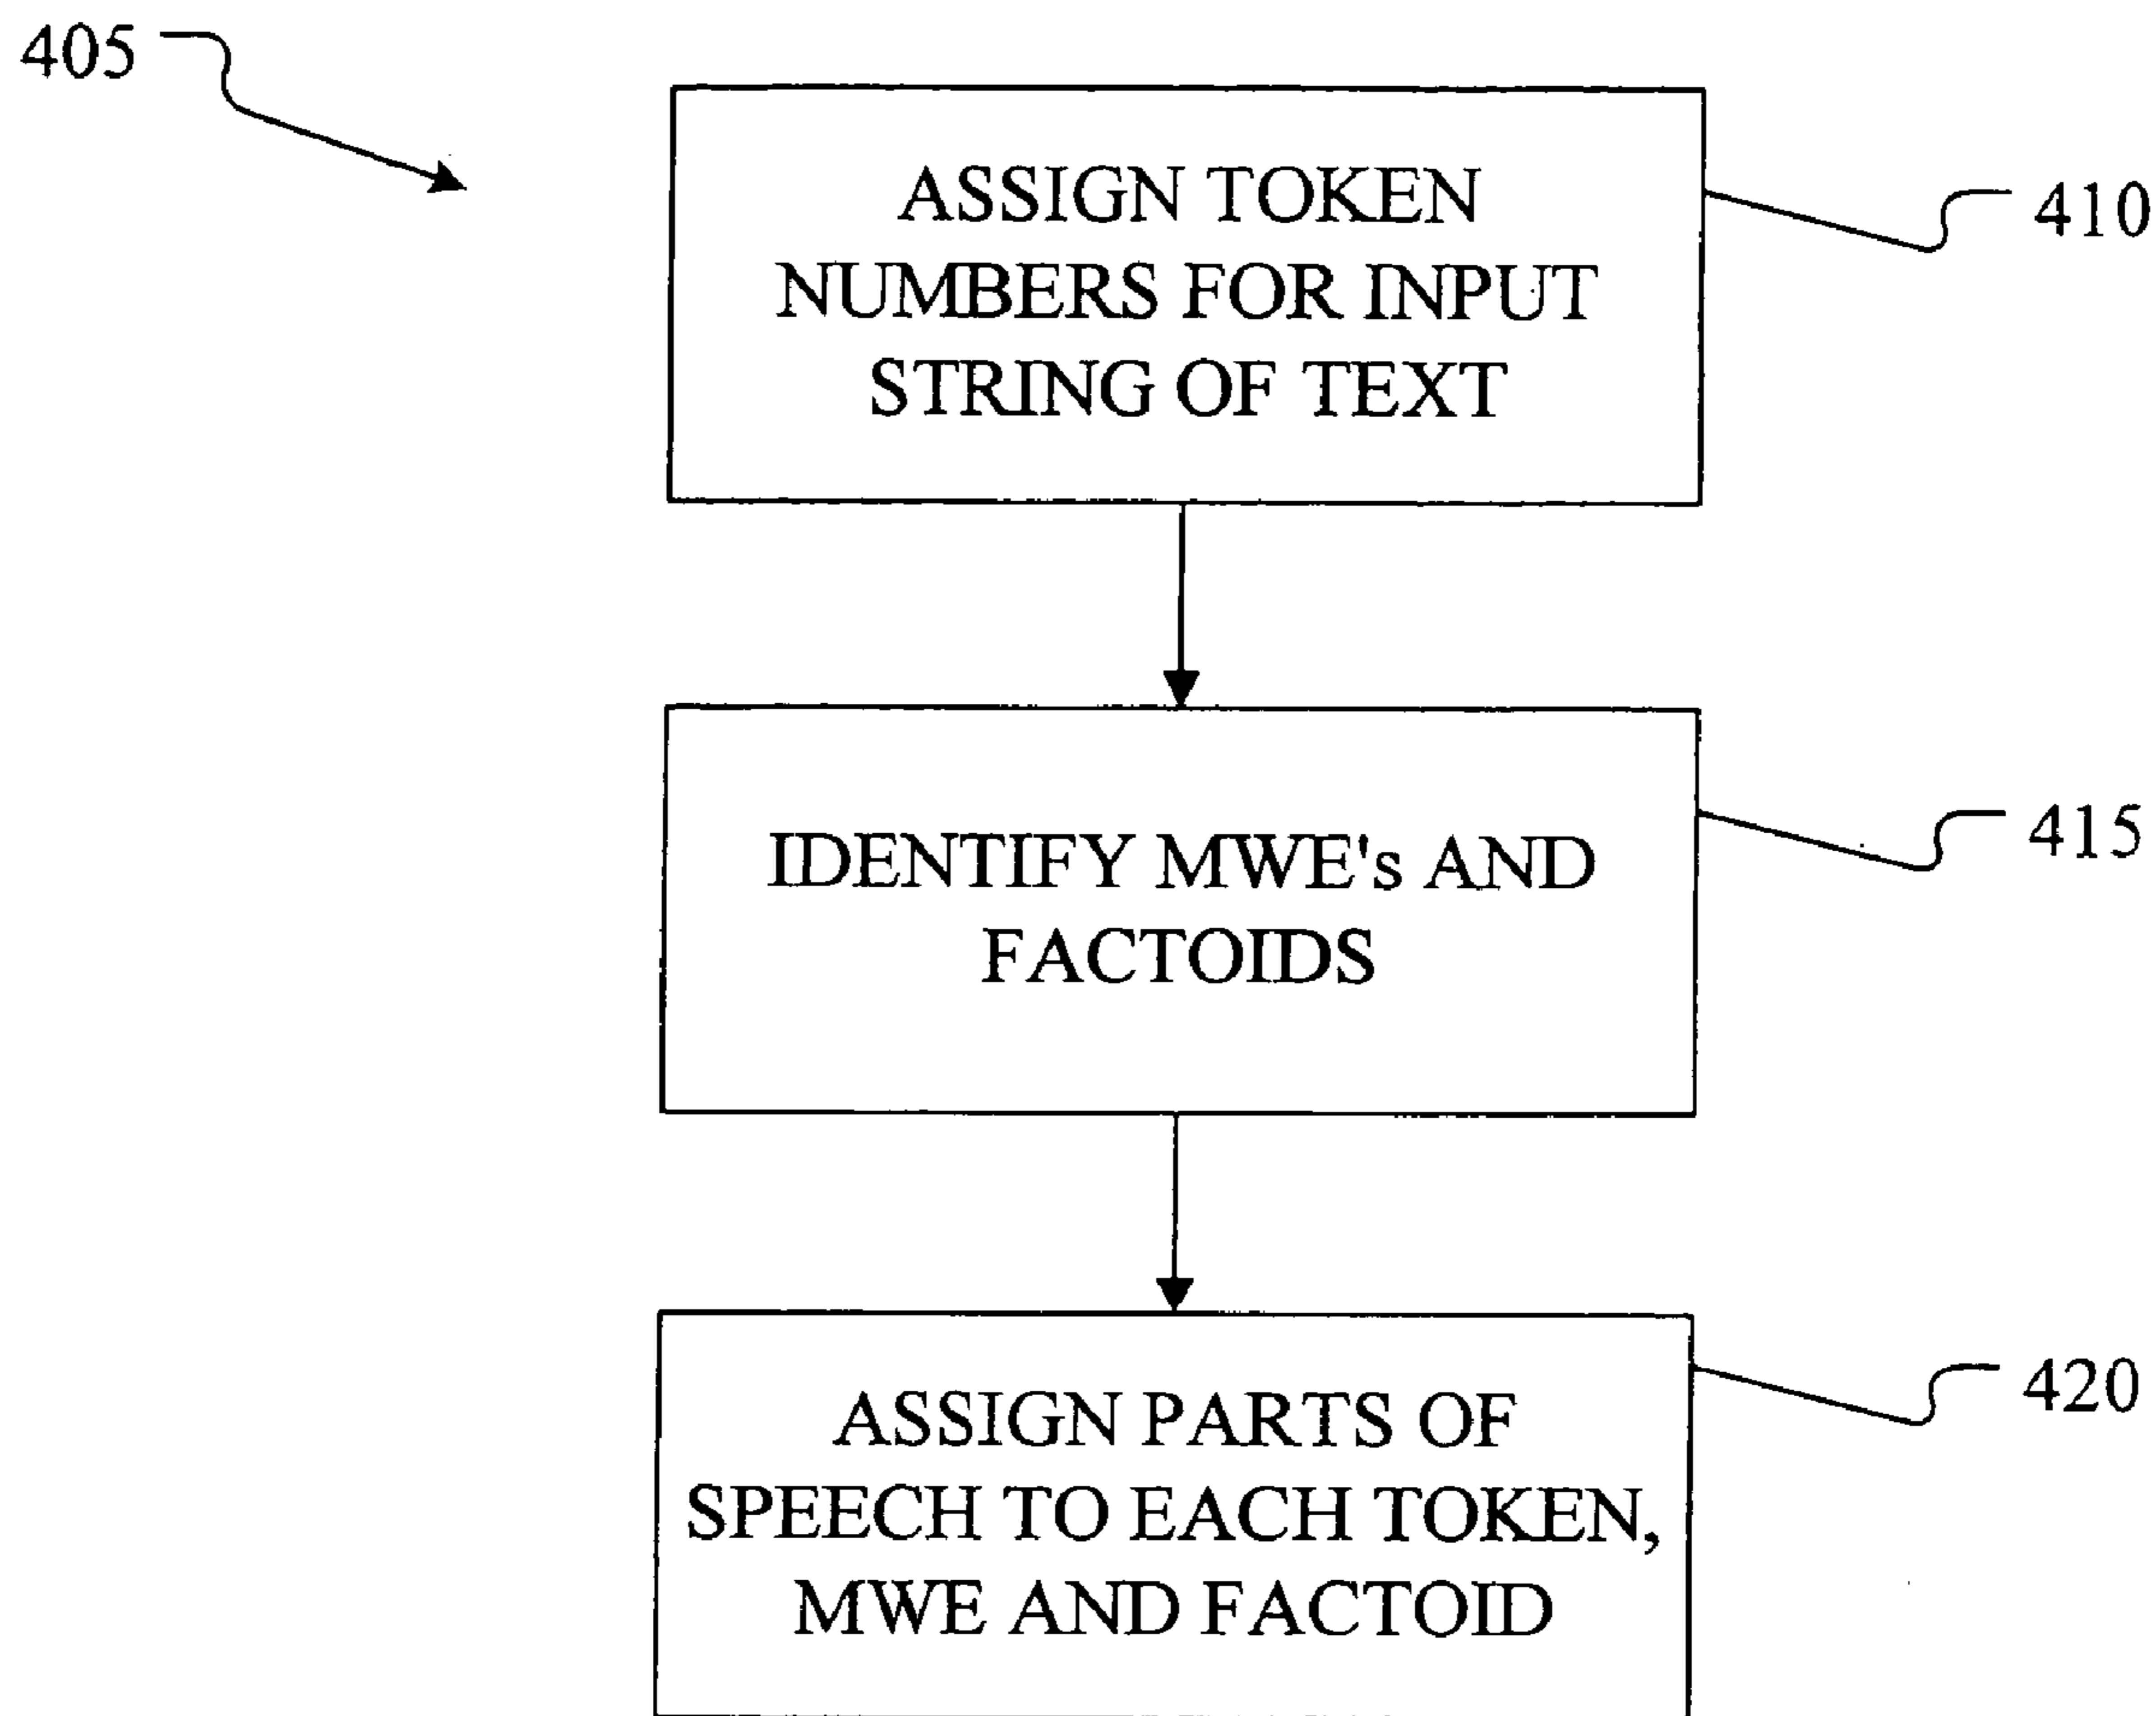 405
ASSIGN TOKEN
NUMBERS FOR INPUT
STRING OF TEXT
410
IDENTIFY MWE's AND
FACTOIDS
415
ASSIGN PARTS OF
SPEECH TO EACH TOKEN,
MWE AND FACTOID
420